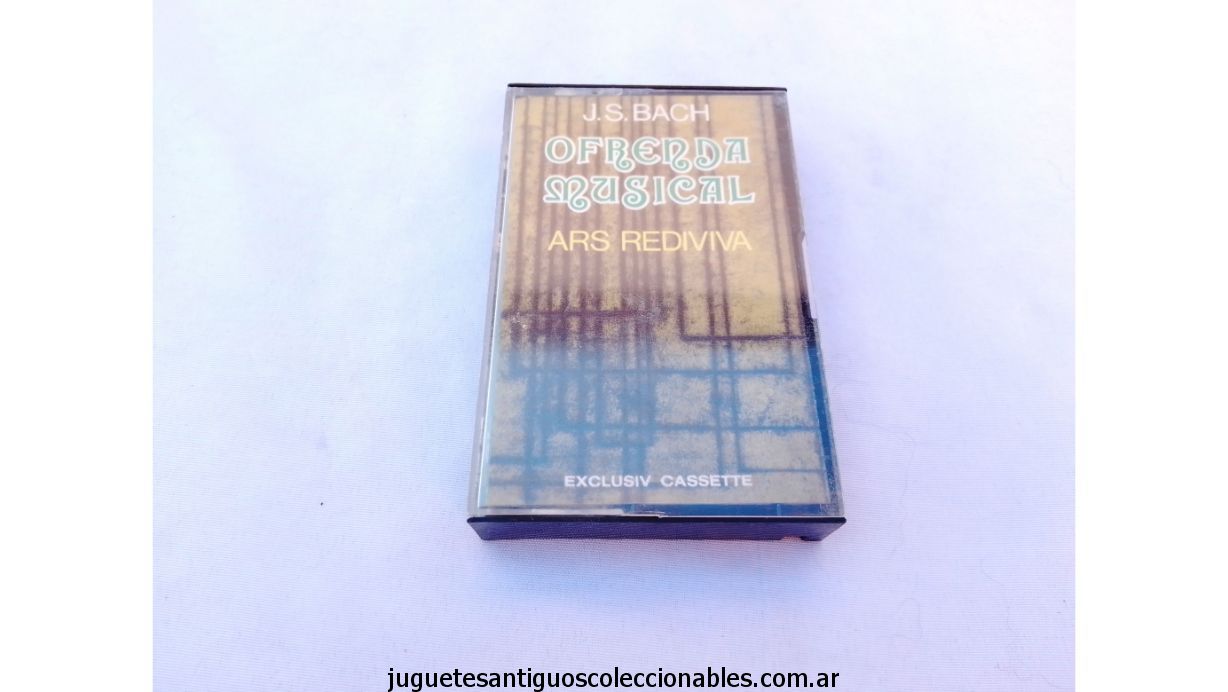 J.S.BACH
OFRENDA
MUSICAL
ARS REDIVIVA
EXCLUSIV CASSETTE
juguetesantiguoscoleccionables.com.ar